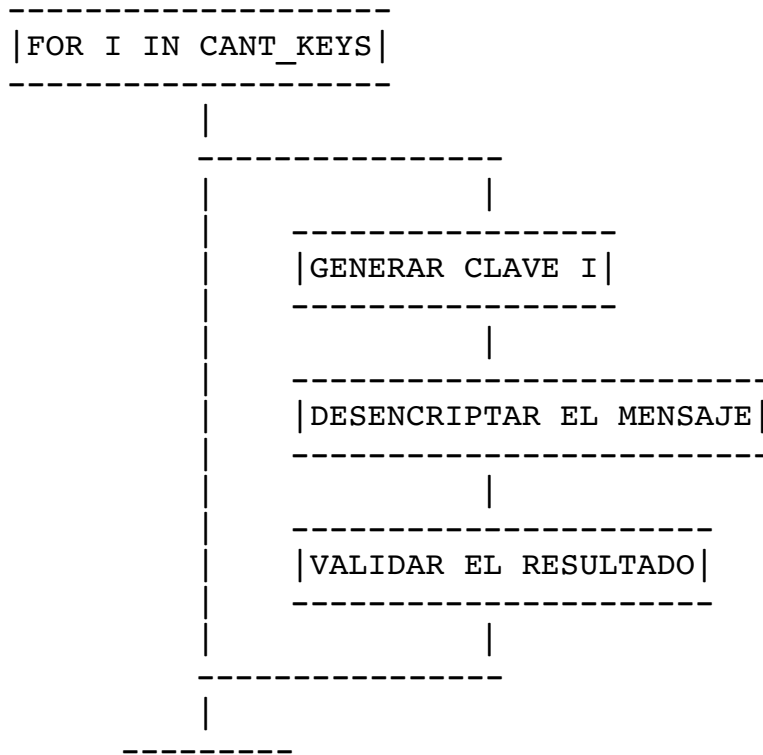 FOR I IN CANT_KEYS
GENERAR CLAVE I
DESENCRIPTAR EL MENSAJE
VALIDAR EL RESULTADO